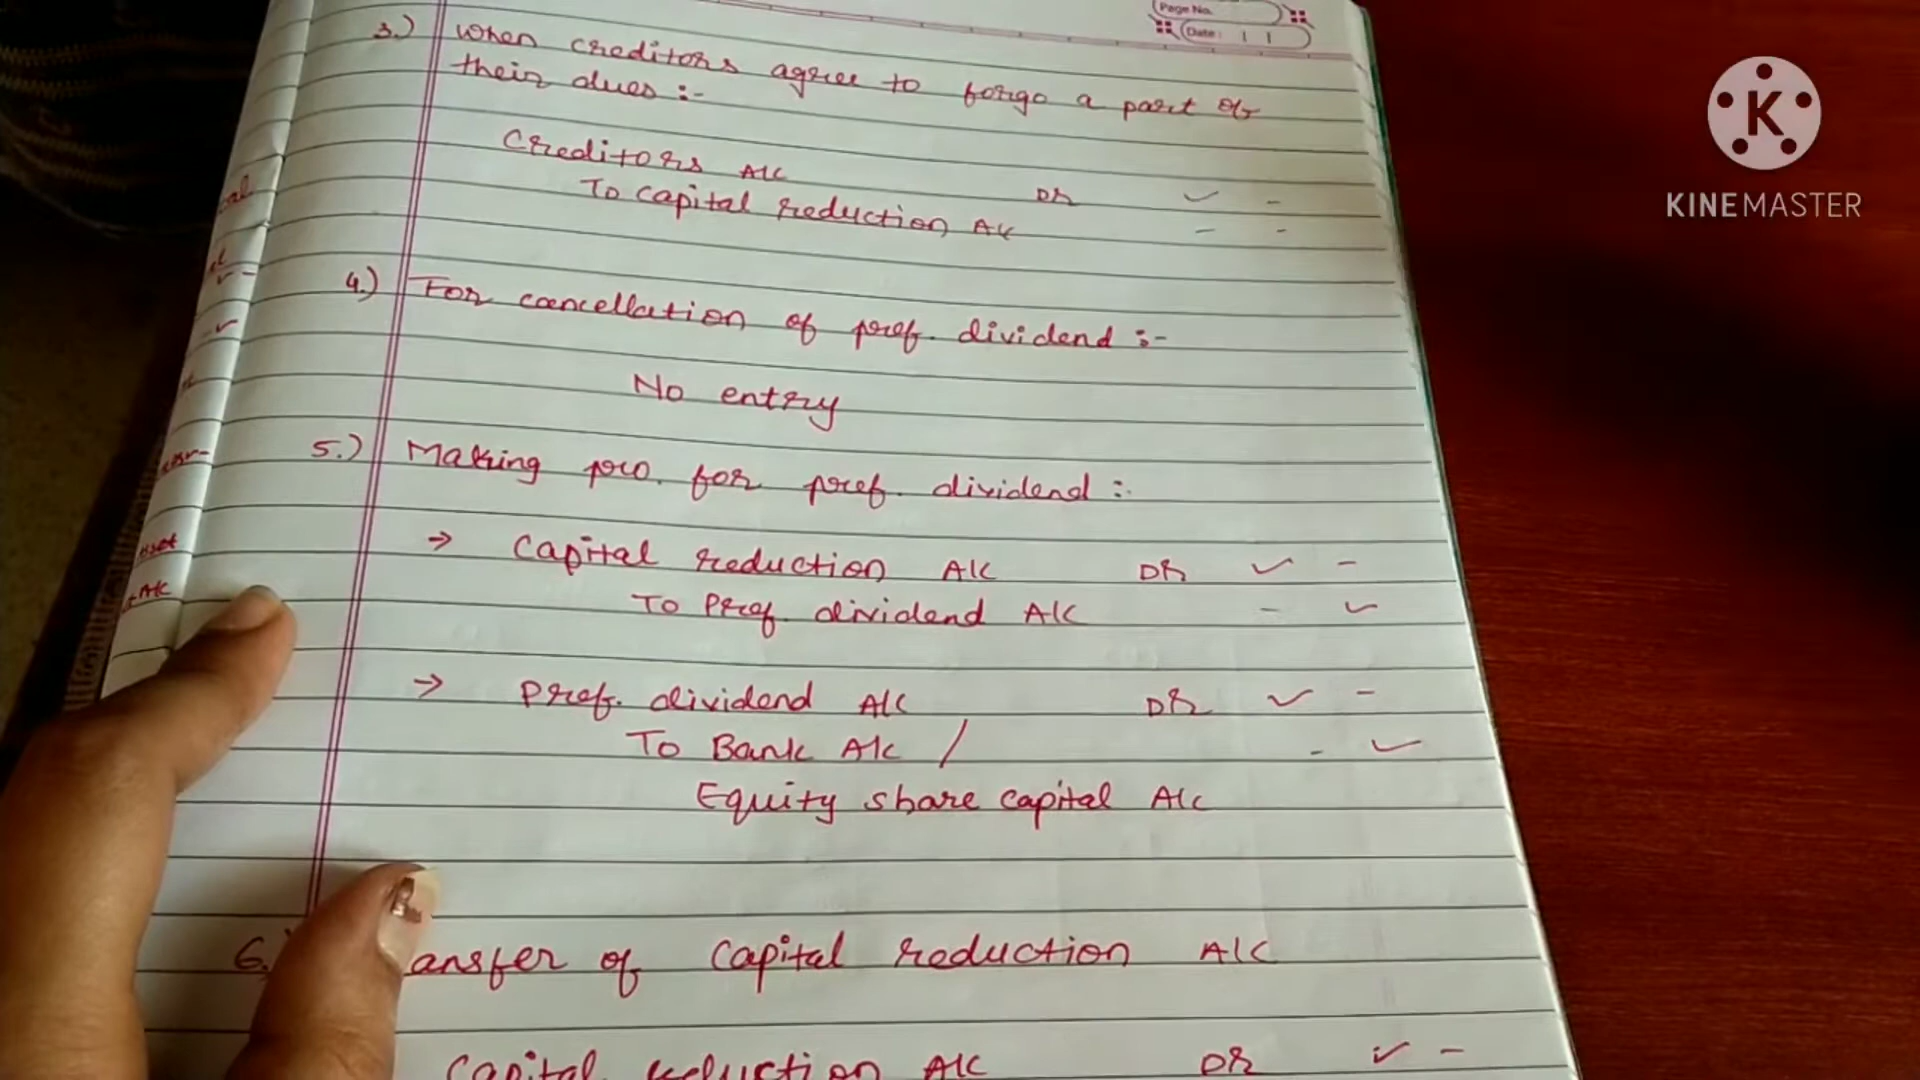 Page No.
Date:
3.) When creditors agree to forgo a part of
their dues :-
Creditors A/C DR ✓ -
To capital reduction A/C - -
4.) For cancellation of pref. dividend :-
No entry
5.) Making pro. for pref. dividend :-
→ Capital reduction A/C DR ✓ -
To Pref. dividend A/C - ✓
→ Pref. dividend A/C DR ✓ -
To Bank A/C / - ✓
Equity share capital A/C
6. ansfer of capital reduction A/C
Capital reduction A/C DR ✓ -
K
KINEMASTER